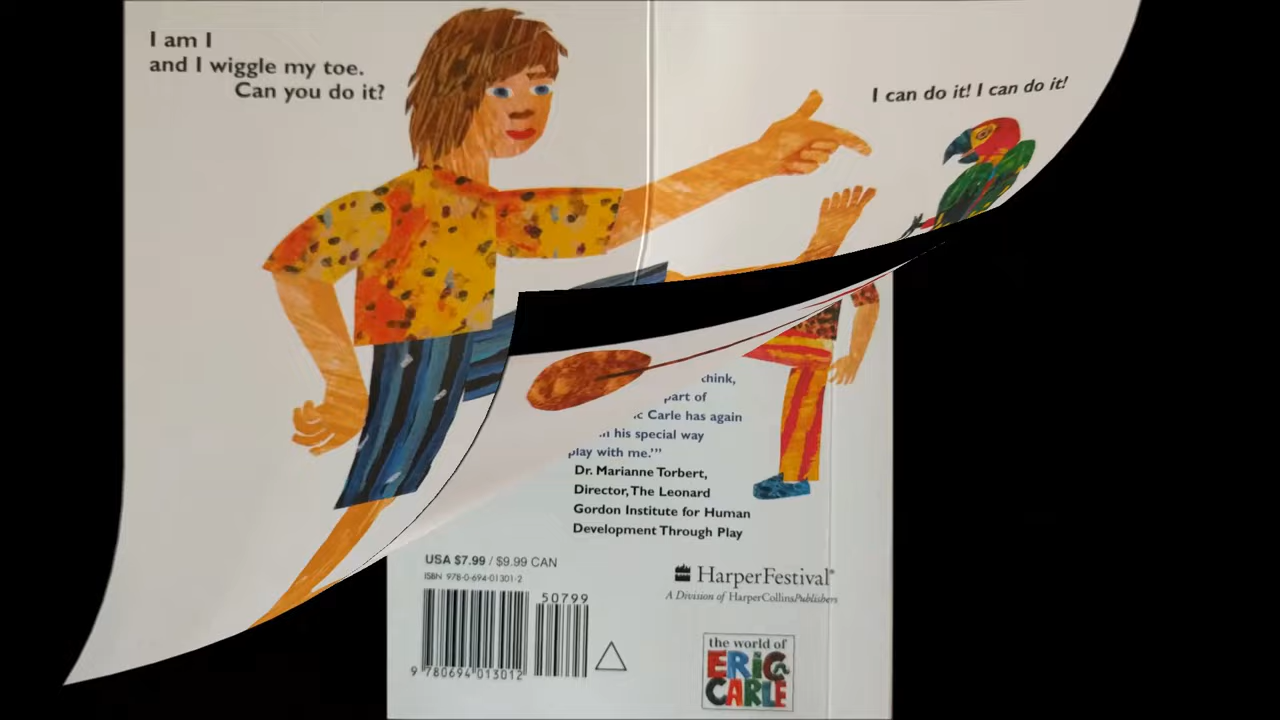 I am I
and I wiggle my toe.
Can you do it?
I can do it! I can do it!
think,
part of
Carle has again
his special way
play with me.'"
Dr. Marianne Torbert,
Director, The Leonard
Gordon Institute for Human
Development Through Play
USA $7.99 / $9.99 CAN
ISBN 978-0-694-01301-2
50799
9 780694 013012
HarperFestival®
A Division of HarperCollinsPublishers
the world of
ERIC
CARLE